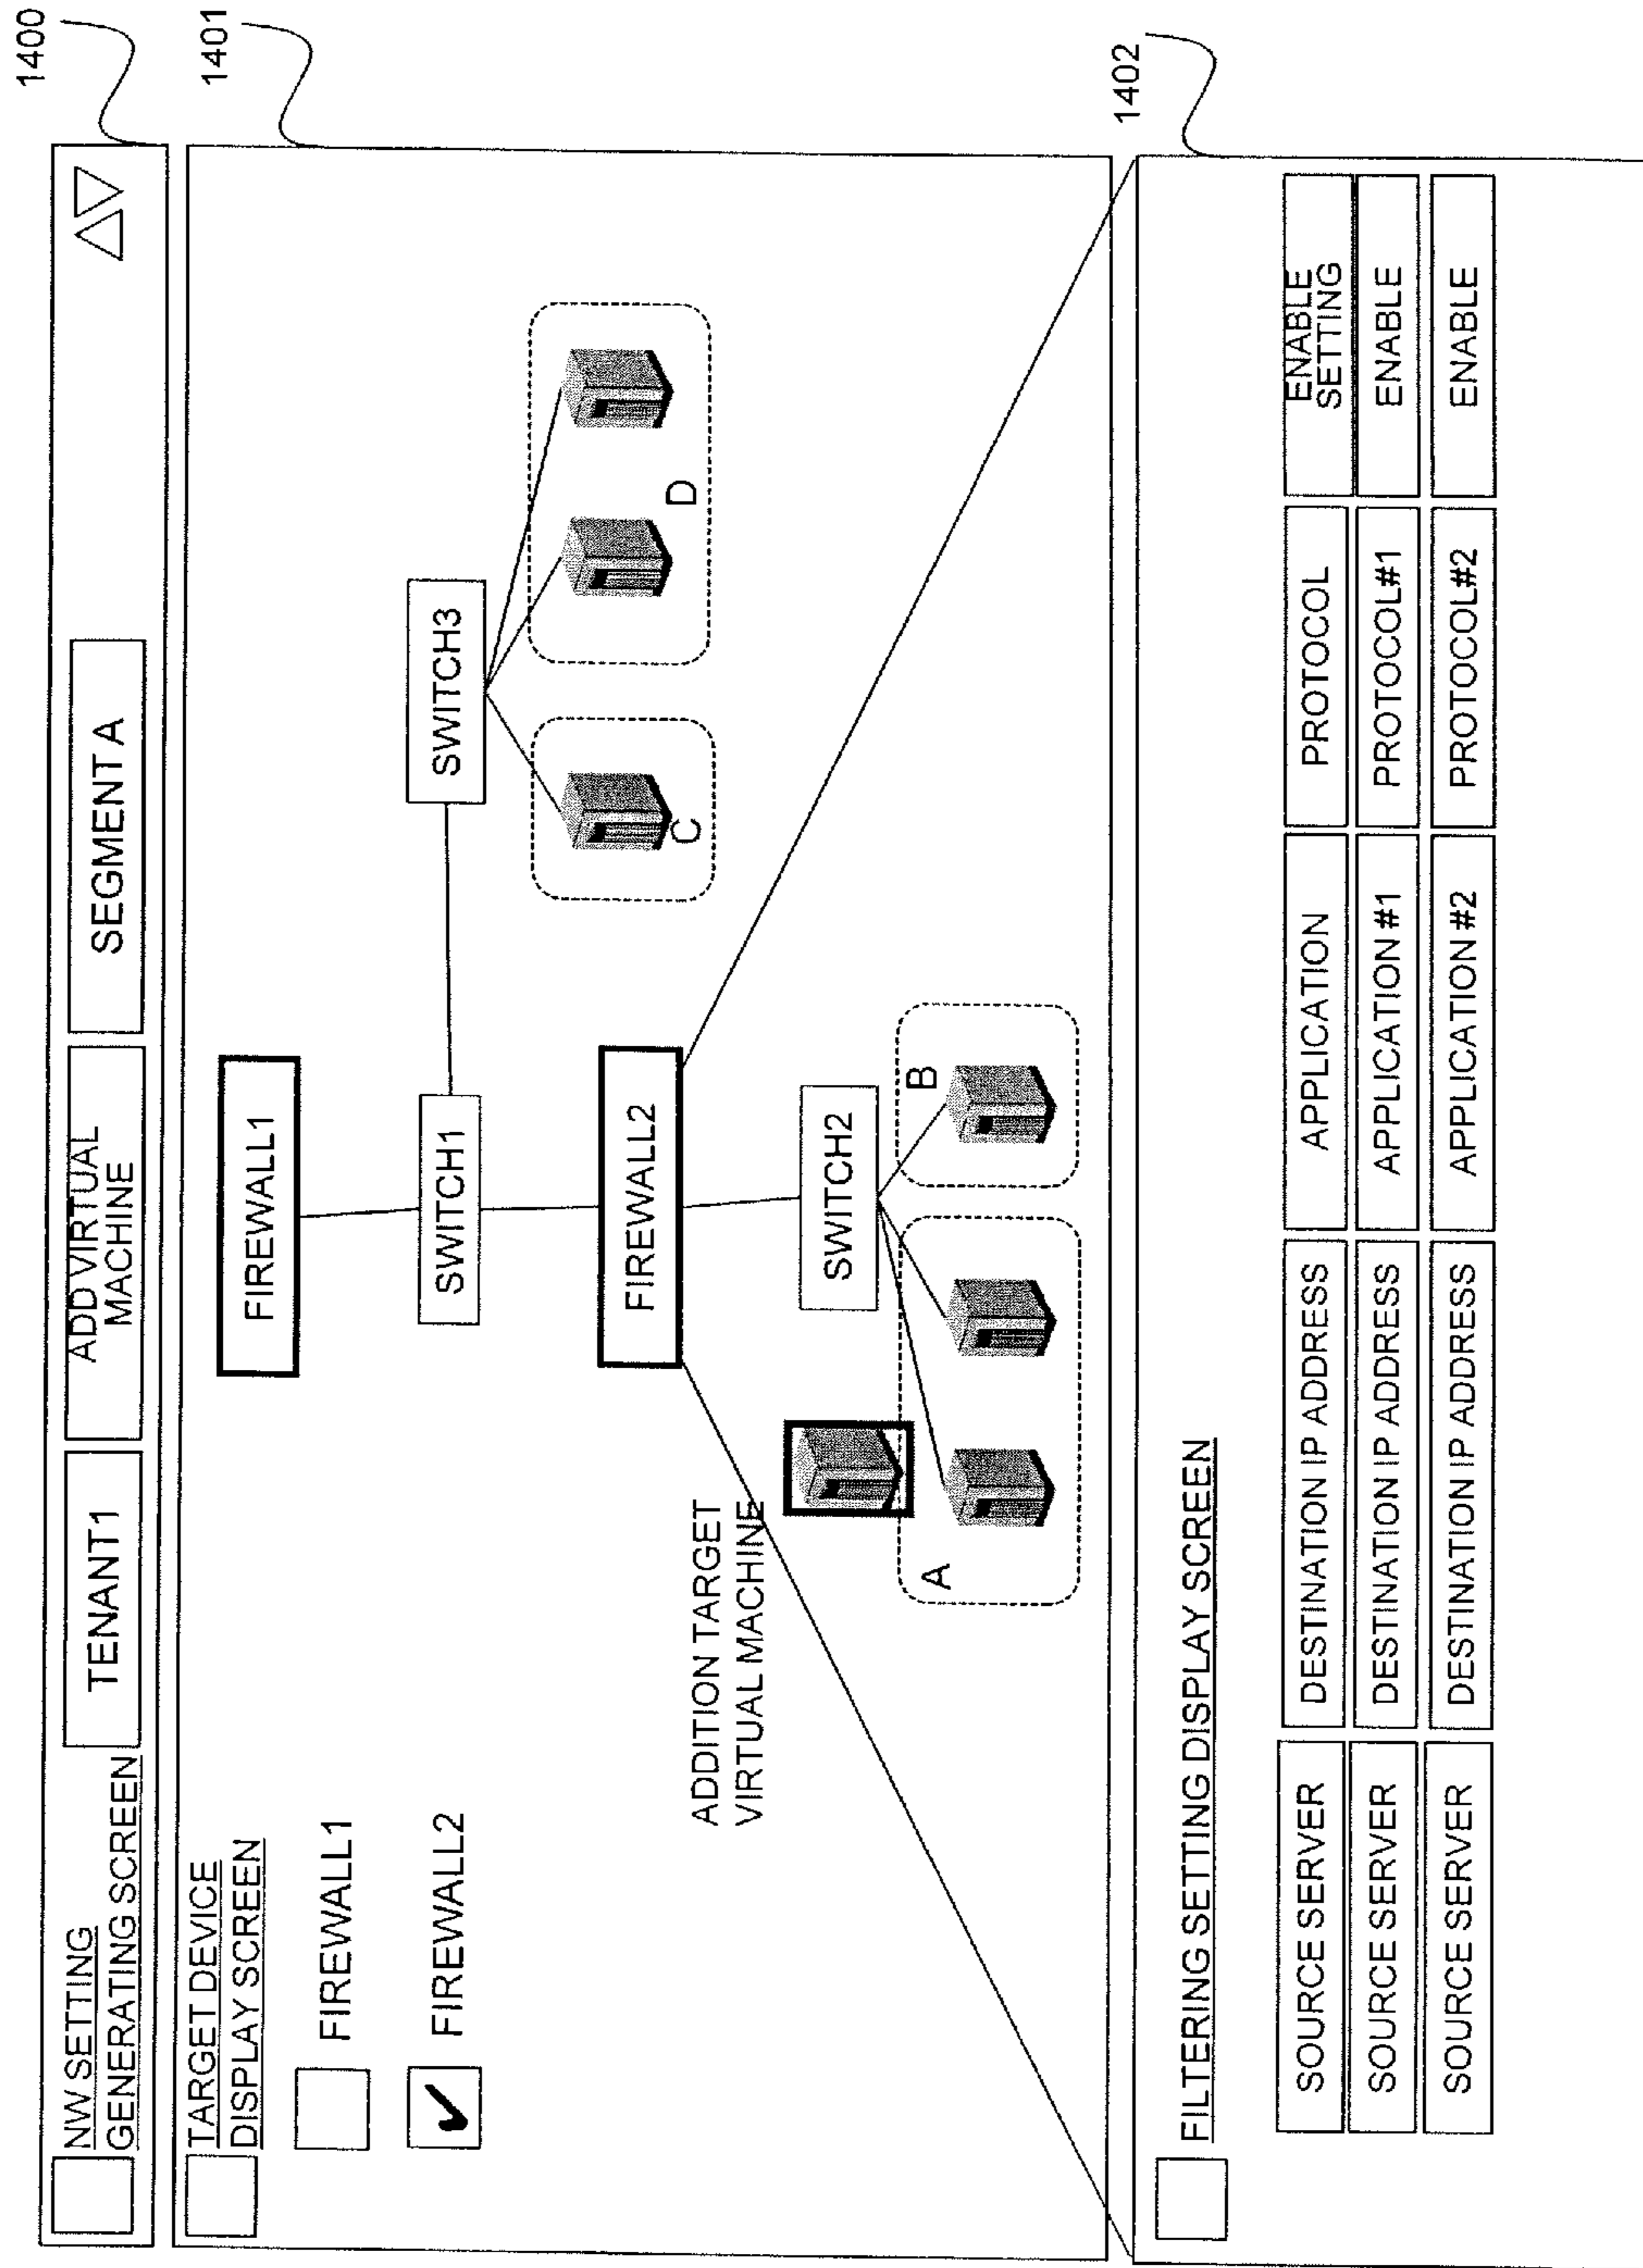 1400
NW SETTING
GENERATING SCREEN
TENANT1
ADD VIRTUAL
MACHINE
SEGMENT A
1401
TARGET DEVICE
DISPLAY SCREEN
FIREWALL1
FIREWALL2
FIREWALL1
SWITCH1
SWITCH3
C
D
FIREWALL2
ADDITION TARGET
VIRTUAL MACHINE
SWITCH2
A
B
1402
FILTERING SETTING DISPLAY SCREEN
SOURCE SERVER DESTINATION IP ADDRESS APPLICATION PROTOCOL ENABLE
SETTING
SOURCE SERVER DESTINATION IP ADDRESS APPLICATION #1 PROTOCOL#1 ENABLE
SOURCE SERVER DESTINATION IP ADDRESS APPLICATION #2 PROTOCOL#2 ENABLE